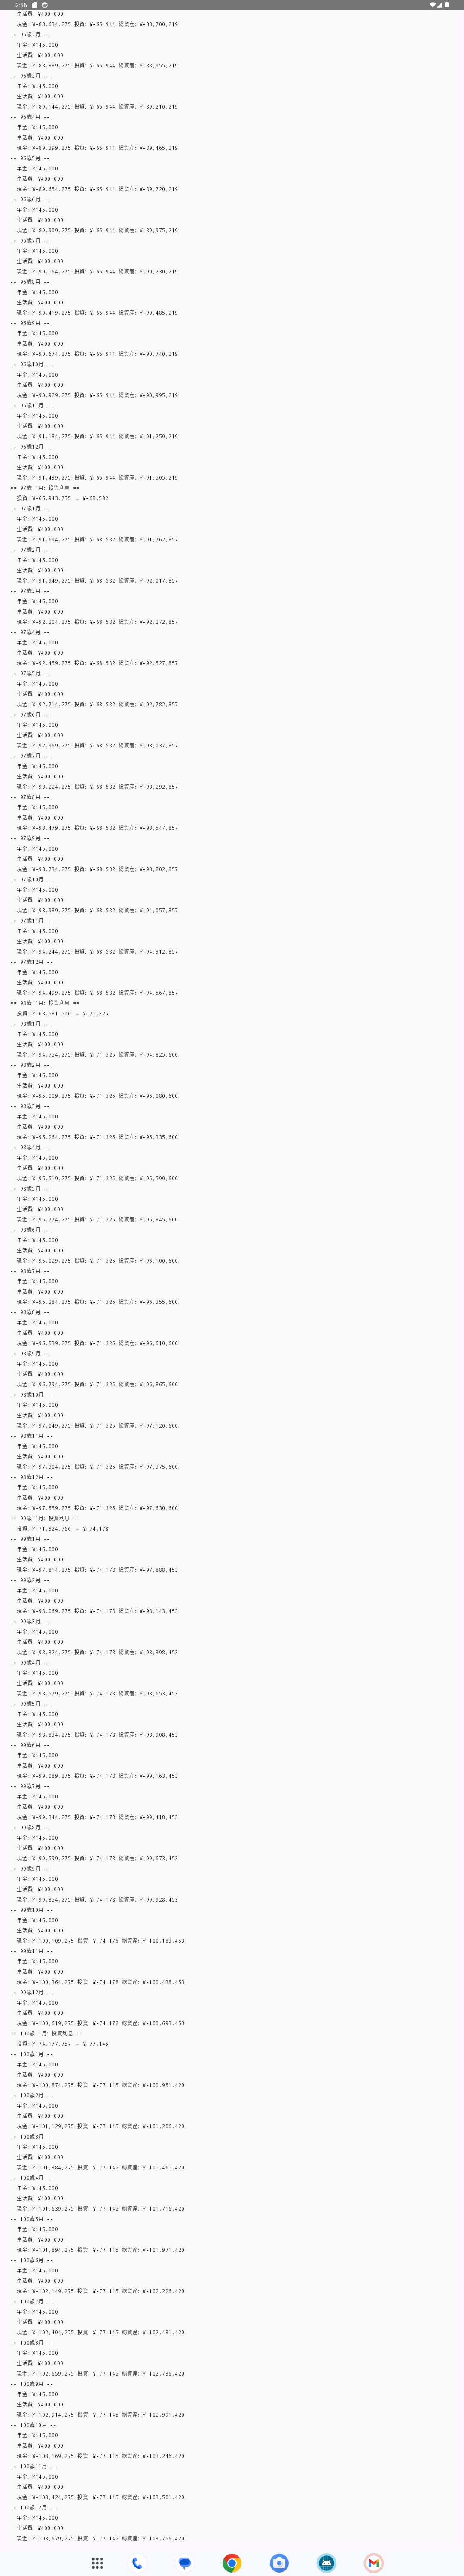 2:56
生活費: ¥400,000
現金: ¥-88,634,275 投資: ¥-65,944 総資産: ¥-88,700,219
-- 96歳2月 --
年金: ¥145,000
生活費: ¥400,000
現金: ¥-88,889,275 投資: ¥-65,944 総資産: ¥-88,955,219
-- 96歳3月 --
年金: ¥145,000
生活費: ¥400,000
現金: ¥-89,144,275 投資: ¥-65,944 総資産: ¥-89,210,219
-- 96歳4月 --
年金: ¥145,000
生活費: ¥400,000
現金: ¥-89,399,275 投資: ¥-65,944 総資産: ¥-89,465,219
-- 96歳5月 --
年金: ¥145,000
生活費: ¥400,000
現金: ¥-89,654,275 投資: ¥-65,944 総資産: ¥-89,720,219
-- 96歳6月 --
年金: ¥145,000
生活費: ¥400,000
現金: ¥-89,909,275 投資: ¥-65,944 総資産: ¥-89,975,219
-- 96歳7月 --
年金: ¥145,000
生活費: ¥400,000
現金: ¥-90,164,275 投資: ¥-65,944 総資産: ¥-90,230,219
-- 96歳8月 --
年金: ¥145,000
生活費: ¥400,000
現金: ¥-90,419,275 投資: ¥-65,944 総資産: ¥-90,485,219
-- 96歳9月 --
年金: ¥145,000
生活費: ¥400,000
現金: ¥-90,674,275 投資: ¥-65,944 総資産: ¥-90,740,219
-- 96歳10月 --
年金: ¥145,000
生活費: ¥400,000
現金: ¥-90,929,275 投資: ¥-65,944 総資産: ¥-90,995,219
-- 96歳11月 --
年金: ¥145,000
生活費: ¥400,000
現金: ¥-91,184,275 投資: ¥-65,944 総資産: ¥-91,250,219
-- 96歳12月 --
年金: ¥145,000
生活費: ¥400,000
現金: ¥-91,439,275 投資: ¥-65,944 総資産: ¥-91,505,219
== 97歳 1月: 投資利息 ==
投資: ¥-65,943.755 → ¥-68,582
-- 97歳1月 --
年金: ¥145,000
生活費: ¥400,000
現金: ¥-91,694,275 投資: ¥-68,582 総資産: ¥-91,762,857
-- 97歳2月 --
年金: ¥145,000
生活費: ¥400,000
現金: ¥-91,949,275 投資: ¥-68,582 総資産: ¥-92,017,857
-- 97歳3月 --
年金: ¥145,000
生活費: ¥400,000
現金: ¥-92,204,275 投資: ¥-68,582 総資産: ¥-92,272,857
-- 97歳4月 --
年金: ¥145,000
生活費: ¥400,000
現金: ¥-92,459,275 投資: ¥-68,582 総資産: ¥-92,527,857
-- 97歳5月 --
年金: ¥145,000
生活費: ¥400,000
現金: ¥-92,714,275 投資: ¥-68,582 総資産: ¥-92,782,857
-- 97歳6月 --
年金: ¥145,000
生活費: ¥400,000
現金: ¥-92,969,275 投資: ¥-68,582 総資産: ¥-93,037,857
-- 97歳7月 --
年金: ¥145,000
生活費: ¥400,000
現金: ¥-93,224,275 投資: ¥-68,582 総資産: ¥-93,292,857
-- 97歳8月 --
年金: ¥145,000
生活費: ¥400,000
現金: ¥-93,479,275 投資: ¥-68,582 総資産: ¥-93,547,857
-- 97歳9月 --
年金: ¥145,000
生活費: ¥400,000
現金: ¥-93,734,275 投資: ¥-68,582 総資産: ¥-93,802,857
-- 97歳10月 --
年金: ¥145,000
生活費: ¥400,000
現金: ¥-93,989,275 投資: ¥-68,582 総資産: ¥-94,057,857
-- 97歳11月 --
年金: ¥145,000
生活費: ¥400,000
現金: ¥-94,244,275 投資: ¥-68,582 総資産: ¥-94,312,857
-- 97歳12月 --
年金: ¥145,000
生活費: ¥400,000
現金: ¥-94,499,275 投資: ¥-68,582 総資産: ¥-94,567,857
== 98歳 1月: 投資利息 ==
投資: ¥-68,581.506 → ¥-71,325
-- 98歳1月 --
年金: ¥145,000
生活費: ¥400,000
現金: ¥-94,754,275 投資: ¥-71,325 総資産: ¥-94,825,600
-- 98歳2月 --
年金: ¥145,000
生活費: ¥400,000
現金: ¥-95,009,275 投資: ¥-71,325 総資産: ¥-95,080,600
-- 98歳3月 --
年金: ¥145,000
生活費: ¥400,000
現金: ¥-95,264,275 投資: ¥-71,325 総資産: ¥-95,335,600
-- 98歳4月 --
年金: ¥145,000
生活費: ¥400,000
現金: ¥-95,519,275 投資: ¥-71,325 総資産: ¥-95,590,600
-- 98歳5月 --
年金: ¥145,000
生活費: ¥400,000
現金: ¥-95,774,275 投資: ¥-71,325 総資産: ¥-95,845,600
-- 98歳6月 --
年金: ¥145,000
生活費: ¥400,000
現金: ¥-96,029,275 投資: ¥-71,325 総資産: ¥-96,100,600
-- 98歳7月 --
年金: ¥145,000
生活費: ¥400,000
現金: ¥-96,284,275 投資: ¥-71,325 総資産: ¥-96,355,600
-- 98歳8月 --
年金: ¥145,000
生活費: ¥400,000
現金: ¥-96,539,275 投資: ¥-71,325 総資産: ¥-96,610,600
-- 98歳9月 --
年金: ¥145,000
生活費: ¥400,000
現金: ¥-96,794,275 投資: ¥-71,325 総資産: ¥-96,865,600
-- 98歳10月 --
年金: ¥145,000
生活費: ¥400,000
現金: ¥-97,049,275 投資: ¥-71,325 総資産: ¥-97,120,600
-- 98歳11月 --
年金: ¥145,000
生活費: ¥400,000
現金: ¥-97,304,275 投資: ¥-71,325 総資産: ¥-97,375,600
-- 98歳12月 --
年金: ¥145,000
生活費: ¥400,000
現金: ¥-97,559,275 投資: ¥-71,325 総資産: ¥-97,630,600
== 99歳 1月: 投資利息 ==
投資: ¥-71,324.766 → ¥-74,178
-- 99歳1月 --
年金: ¥145,000
生活費: ¥400,000
現金: ¥-97,814,275 投資: ¥-74,178 総資産: ¥-97,888,453
-- 99歳2月 --
年金: ¥145,000
生活費: ¥400,000
現金: ¥-98,069,275 投資: ¥-74,178 総資産: ¥-98,143,453
-- 99歳3月 --
年金: ¥145,000
生活費: ¥400,000
現金: ¥-98,324,275 投資: ¥-74,178 総資産: ¥-98,398,453
-- 99歳4月 --
年金: ¥145,000
生活費: ¥400,000
現金: ¥-98,579,275 投資: ¥-74,178 総資産: ¥-98,653,453
-- 99歳5月 --
年金: ¥145,000
生活費: ¥400,000
現金: ¥-98,834,275 投資: ¥-74,178 総資産: ¥-98,908,453
-- 99歳6月 --
年金: ¥145,000
生活費: ¥400,000
現金: ¥-99,089,275 投資: ¥-74,178 総資産: ¥-99,163,453
-- 99歳7月 --
年金: ¥145,000
生活費: ¥400,000
現金: ¥-99,344,275 投資: ¥-74,178 総資産: ¥-99,418,453
-- 99歳8月 --
年金: ¥145,000
生活費: ¥400,000
現金: ¥-99,599,275 投資: ¥-74,178 総資産: ¥-99,673,453
-- 99歳9月 --
年金: ¥145,000
生活費: ¥400,000
現金: ¥-99,854,275 投資: ¥-74,178 総資産: ¥-99,928,453
-- 99歳10月 --
年金: ¥145,000
生活費: ¥400,000
現金: ¥-100,109,275 投資: ¥-74,178 総資産: ¥-100,183,453
-- 99歳11月 --
年金: ¥145,000
生活費: ¥400,000
現金: ¥-100,364,275 投資: ¥-74,178 総資産: ¥-100,438,453
-- 99歳12月 --
年金: ¥145,000
生活費: ¥400,000
現金: ¥-100,619,275 投資: ¥-74,178 総資産: ¥-100,693,453
== 100歳 1月: 投資利息 ==
投資: ¥-74,177.757 → ¥-77,145
-- 100歳1月 --
年金: ¥145,000
生活費: ¥400,000
現金: ¥-100,874,275 投資: ¥-77,145 総資産: ¥-100,951,420
-- 100歳2月 --
年金: ¥145,000
生活費: ¥400,000
現金: ¥-101,129,275 投資: ¥-77,145 総資産: ¥-101,206,420
-- 100歳3月 --
年金: ¥145,000
生活費: ¥400,000
現金: ¥-101,384,275 投資: ¥-77,145 総資産: ¥-101,461,420
-- 100歳4月 --
年金: ¥145,000
生活費: ¥400,000
現金: ¥-101,639,275 投資: ¥-77,145 総資産: ¥-101,716,420
-- 100歳5月 --
年金: ¥145,000
生活費: ¥400,000
現金: ¥-101,894,275 投資: ¥-77,145 総資産: ¥-101,971,420
-- 100歳6月 --
年金: ¥145,000
生活費: ¥400,000
現金: ¥-102,149,275 投資: ¥-77,145 総資産: ¥-102,226,420
-- 100歳7月 --
年金: ¥145,000
生活費: ¥400,000
現金: ¥-102,404,275 投資: ¥-77,145 総資産: ¥-102,481,420
-- 100歳8月 --
年金: ¥145,000
生活費: ¥400,000
現金: ¥-102,659,275 投資: ¥-77,145 総資産: ¥-102,736,420
-- 100歳9月 --
年金: ¥145,000
生活費: ¥400,000
現金: ¥-102,914,275 投資: ¥-77,145 総資産: ¥-102,991,420
-- 100歳10月 --
年金: ¥145,000
生活費: ¥400,000
現金: ¥-103,169,275 投資: ¥-77,145 総資産: ¥-103,246,420
-- 100歳11月 --
年金: ¥145,000
生活費: ¥400,000
現金: ¥-103,424,275 投資: ¥-77,145 総資産: ¥-103,501,420
-- 100歳12月 --
年金: ¥145,000
生活費: ¥400,000
現金: ¥-103,679,275 投資: ¥-77,145 総資産: ¥-103,756,420